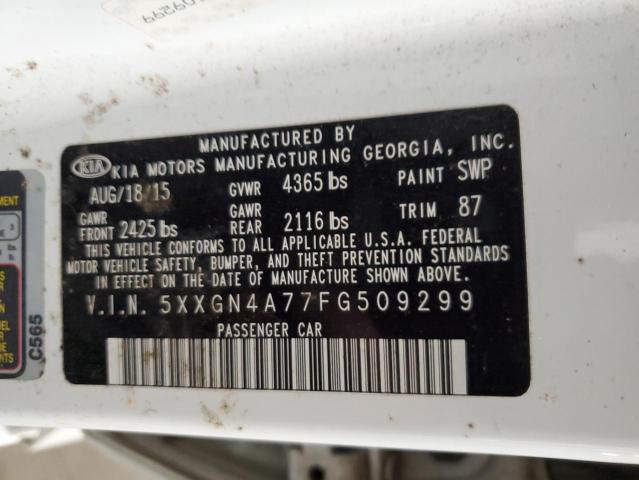 09299
MANUFACTURED BY
KIA KIA MOTORS MANUFACTURING GEORGIA, INC.
AUG/18/15 GVWR 4365 lbs PAINT SWP
GAWR FRONT 2425 lbs GAWR REAR 2116 lbs TRIM 87
THIS VEHICLE CONFORMS TO ALL APPLICABLE U.S.A. FEDERAL
MOTOR VEHICLE SAFETY, BUMPER, AND THEFT PREVENTION STANDARDS
IN EFFECT ON THE DATE OF MANUFACTURE SHOWN ABOVE.
V.I.N. 5XXGN4A77FG509299
PASSENGER CAR
C565